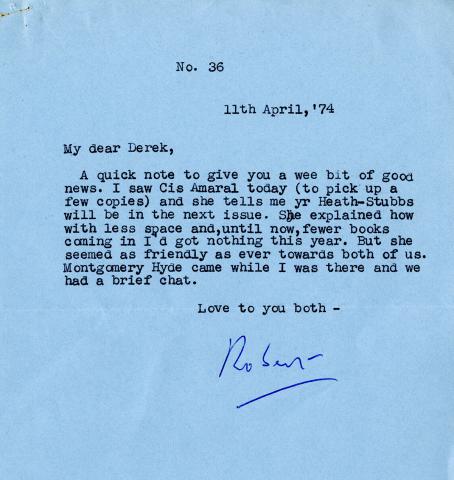 No. 36
11th April,'74
My dear Derek,
A quick note to give you a wee bit of good
news. I saw Cis Amaral today (to pick up a
few copies) and she tells me yr Heath-Stubbs
will be in the next issue. She explained how
with less space and,until now,fewer books
coming in I'd got nothing this year. But she
seemed as friendly as ever towards both of us.
Montgomery Hyde came while I was there and we
had a brief chat.
Love to you both -
Robert